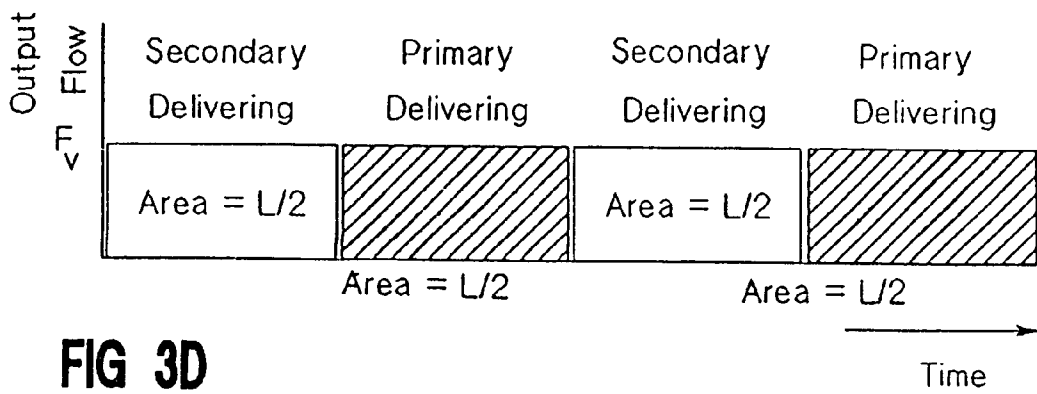 Output
Flow
F
<
Secondary Delivering
Primary Delivering
Secondary Delivering
Primary Delivering
Area = L/2
Area = L/2
Area = L/2
Area = L/2
Time
FIG 3D